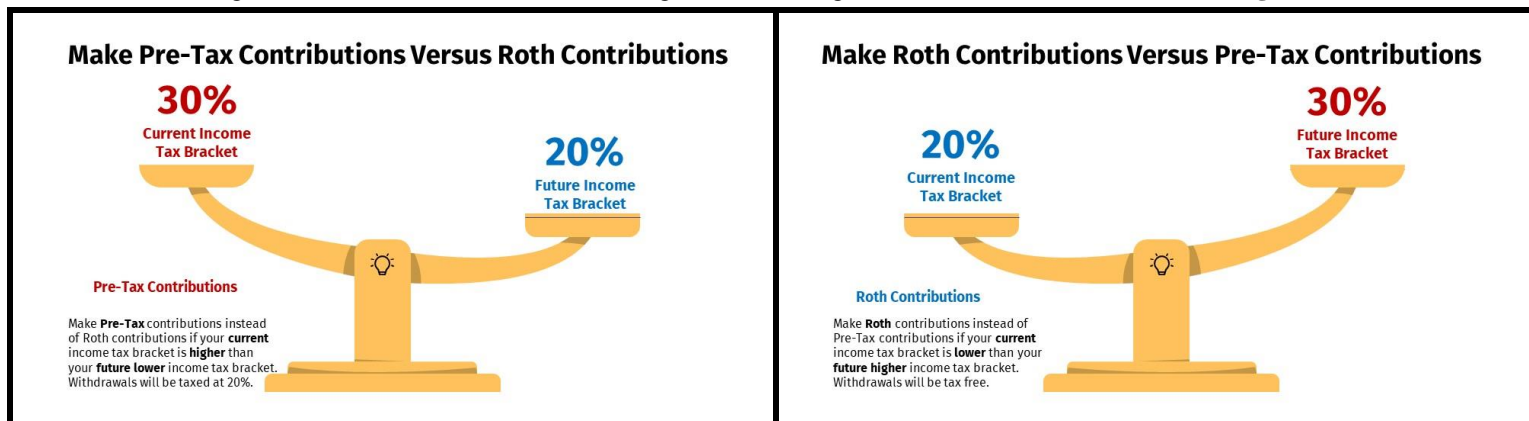 Make Pre-Tax Contributions Versus Roth Contributions
30%
Current Income
Tax Bracket
20%
Future Income
Tax Bracket
Pre-Tax Contributions
Make Pre-Tax contributions instead
of Roth contributions if your current
income tax bracket is higher than
your future lower income tax bracket.
Withdrawals will be taxed at 20%.
Make Roth Contributions Versus Pre-Tax Contributions
20%
Current Income
Tax Bracket
30%
Future Income
Tax Bracket
Roth Contributions
Make Roth contributions instead of
Pre-Tax contributions if your current
income tax bracket is lower than your
future higher income tax bracket.
Withdrawals will be tax free.